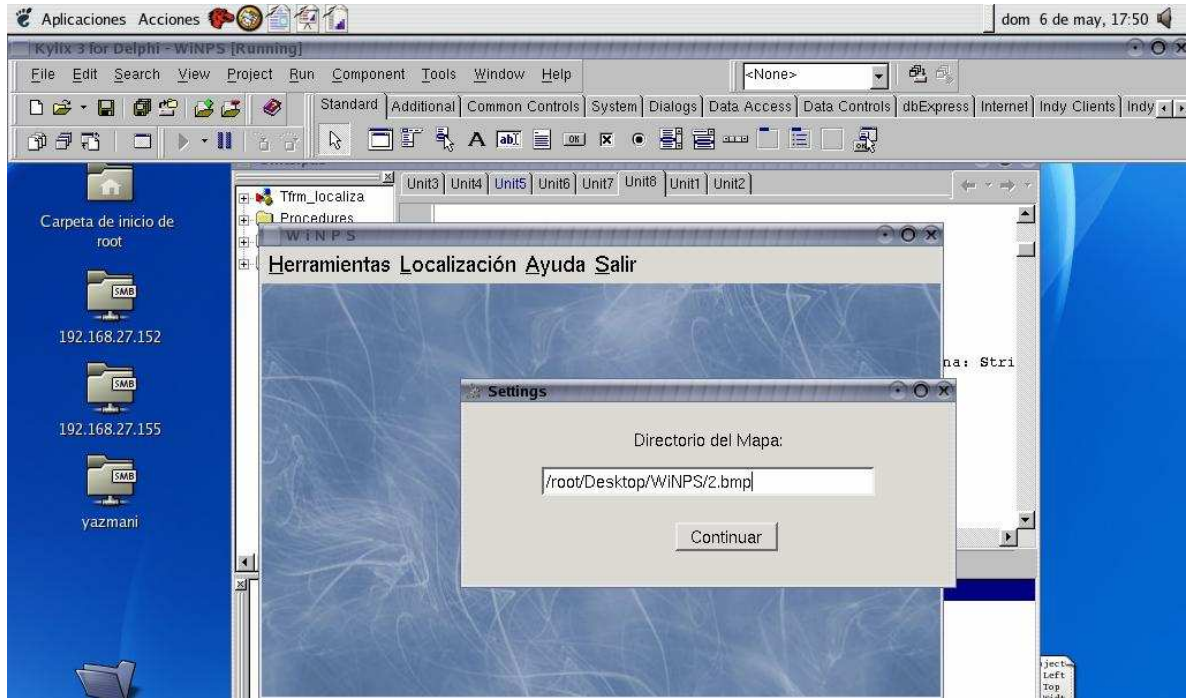 Aplicaciones Acciones dom 6 de may, 17:50
Kylix 3 for Delphi - WiNPS [Running]
File Edit Search View Project Run Component Tools Window Help <None>
Standard Additional Common Controls System Dialogs Data Access Data Controls dbExpress Internet Indy Clients Indy
Unit3 Unit4 Unit5 Unit6 Unit7 Unit8 Unit1 Unit2
Tfrm_localiza
Procedures
Carpeta de inicio de
root
SMB
192.168.27.152
SMB
192.168.27.155
SMB
yazmani
WiNPS
Herramientas Localización Ayuda Salir
na: Stri
Settings
Directorio del Mapa:
/root/Desktop/WiNPS/2.bmp
Continuar
ject
Left
Top